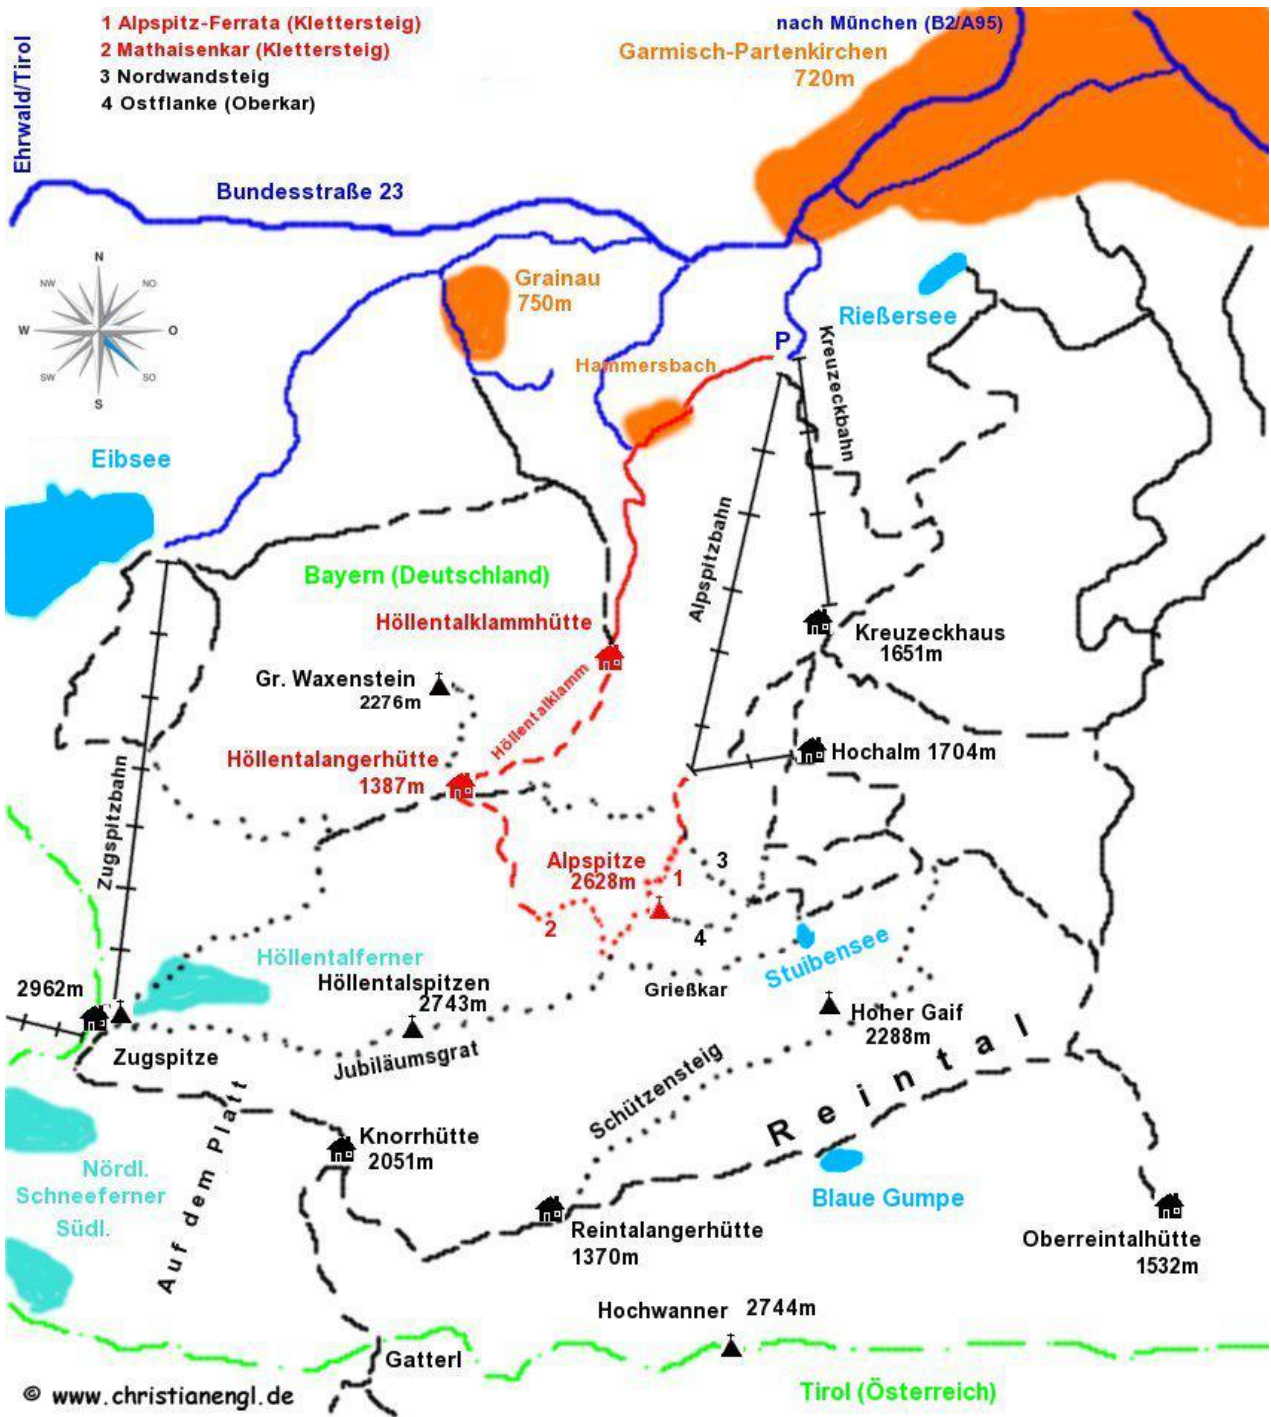 1 Alpspitz-Ferrata (Klettersteig)
2 Mathaisenkar (Klettersteig)
3 Nordwandsteig
4 Ostflanke (Oberkar)
nach München (B2/A95)
Garmisch-Partenkirchen
720m
Ehrwald/Tirol
Bundesstraße 23
N
NW
NO
W
O
SW
SO
S
Grainau
750m
Rießersee
P
Hammersbach
Kreuzeckbahn
Eibsee
Alpspitzbahn
Bayern (Deutschland)
Höllentalklammhütte
Kreuzeckhaus
1651m
Gr. Waxenstein
2276m
Höllentalklamm
Höllentalangerhütte
1387m
Hochalm 1704m
Zugspitzbahn
Alpspitze
2628m
1
3
2
4
Stuibensee
Höllentalferner
Höllentalspitzen
2743m
Grießkar
2962m
Zugspitze
Jubiläumsgrat
Hoher Gaif
2288m
Schützensteig
Reintal
Auf dem Platt
Knorrhütte
2051m
Nördl.
Schneeferner
Südl.
Blaue Gumpe
Reintalangerhütte
1370m
Oberreintalhütte
1532m
Hochwanner 2744m
Gatterl
© www.christianengl.de
Tirol (Österreich)